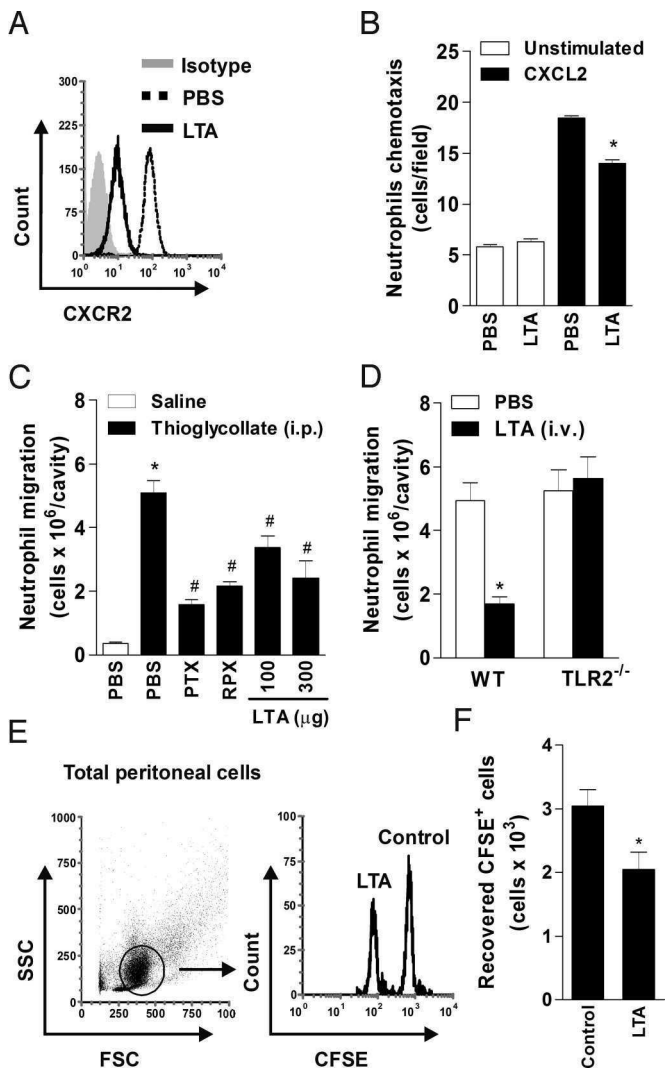 A
Isotype
PBS
LTA
300
225
150
75
0
10^0 10^1 10^2 10^3 10^4
Count
CXCR2
B
Unstimulated
CXCL2
Neutrophils chemotaxis
(cells/field)
25
20
15
10
5
0
*
PBS LTA PBS LTA
C
Saline
Thioglycollate (i.p.)
Neutrophil migration
(cells x 10^6/cavity)
8
6
4
2
0
* # # # #
PBS PBS PTX RPX 100 300
LTA (μg)
D
PBS
LTA (i.v.)
Neutrophil migration
(cells x 10^6/cavity)
8
6
4
2
0
*
WT TLR2^-/-
E
Total peritoneal cells
1000
750
500
250
0
0 250 500 750 100
SSC
FSC
100
75
50
25
0
10^0 10^1 10^2 10^3 10^4
LTA
Control
Count
CFSE
F
Recovered CFSE^+ cells
(cells x 10^3)
4
3
2
1
0
*
Control LTA